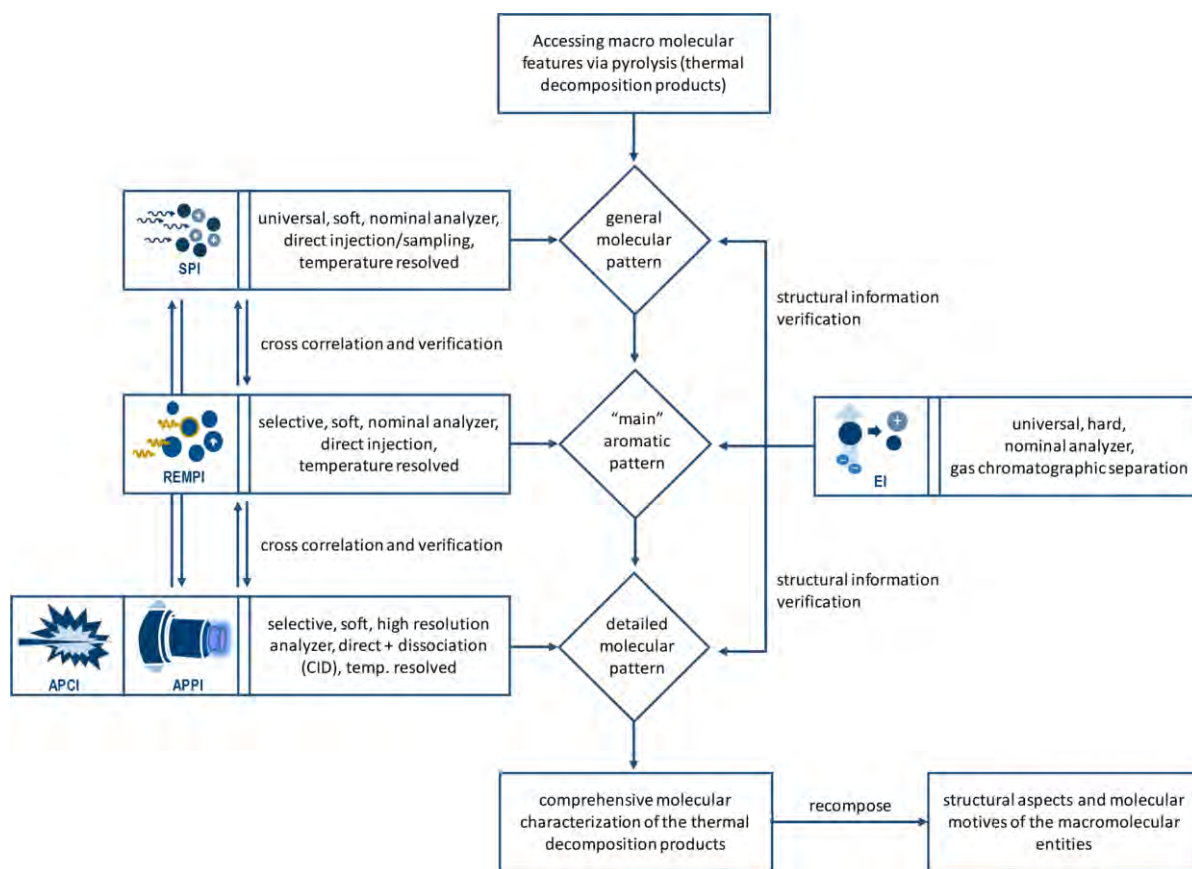 Accessing macro molecular
features via pyrolysis (thermal
decomposition products)
SPI
universal, soft, nominal analyzer,
direct injection/sampling,
temperature resolved
general
molecular
pattern
structural information
verification
cross correlation and verification
REMPI
selective, soft, nominal analyzer,
direct injection,
temperature resolved
“main”
aromatic
pattern
EI
universal, hard,
nominal analyzer,
gas chromatographic separation
cross correlation and verification
structural information
verification
APCI
APPI
selective, soft, high resolution
analyzer, direct + dissociation
(CID), temp. resolved
detailed
molecular
pattern
comprehensive molecular
characterization of the thermal
decomposition products
recompose
structural aspects and molecular
motives of the macromolecular
entities